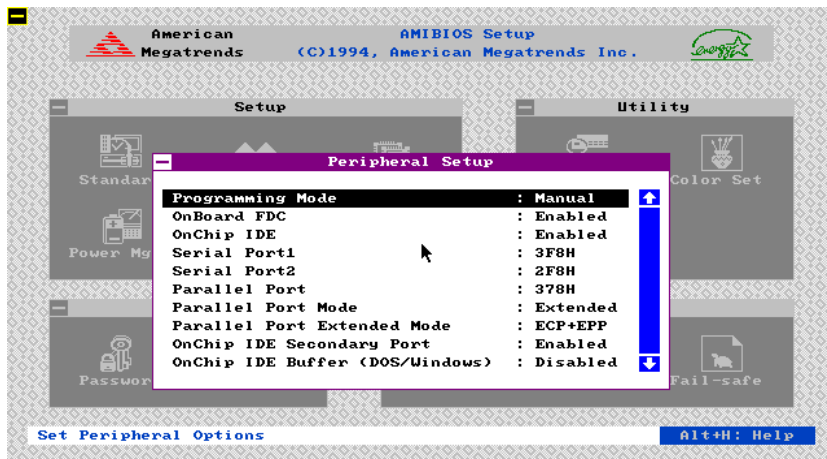 American Megatrends
AMIBIOS Setup
(C)1994, American Megatrends Inc.
energy
Setup
Utility
Standar
Color Set
Power Mg
Passwor
Fail-safe
Peripheral Setup
Programming Mode : Manual
OnBoard FDC : Enabled
OnChip IDE : Enabled
Serial Port1 : 3F8H
Serial Port2 : 2F8H
Parallel Port : 378H
Parallel Port Mode : Extended
Parallel Port Extended Mode : ECP+EPP
OnChip IDE Secondary Port : Enabled
OnChip IDE Buffer (DOS/Windows) : Disabled
Set Peripheral Options
Alt+H: Help